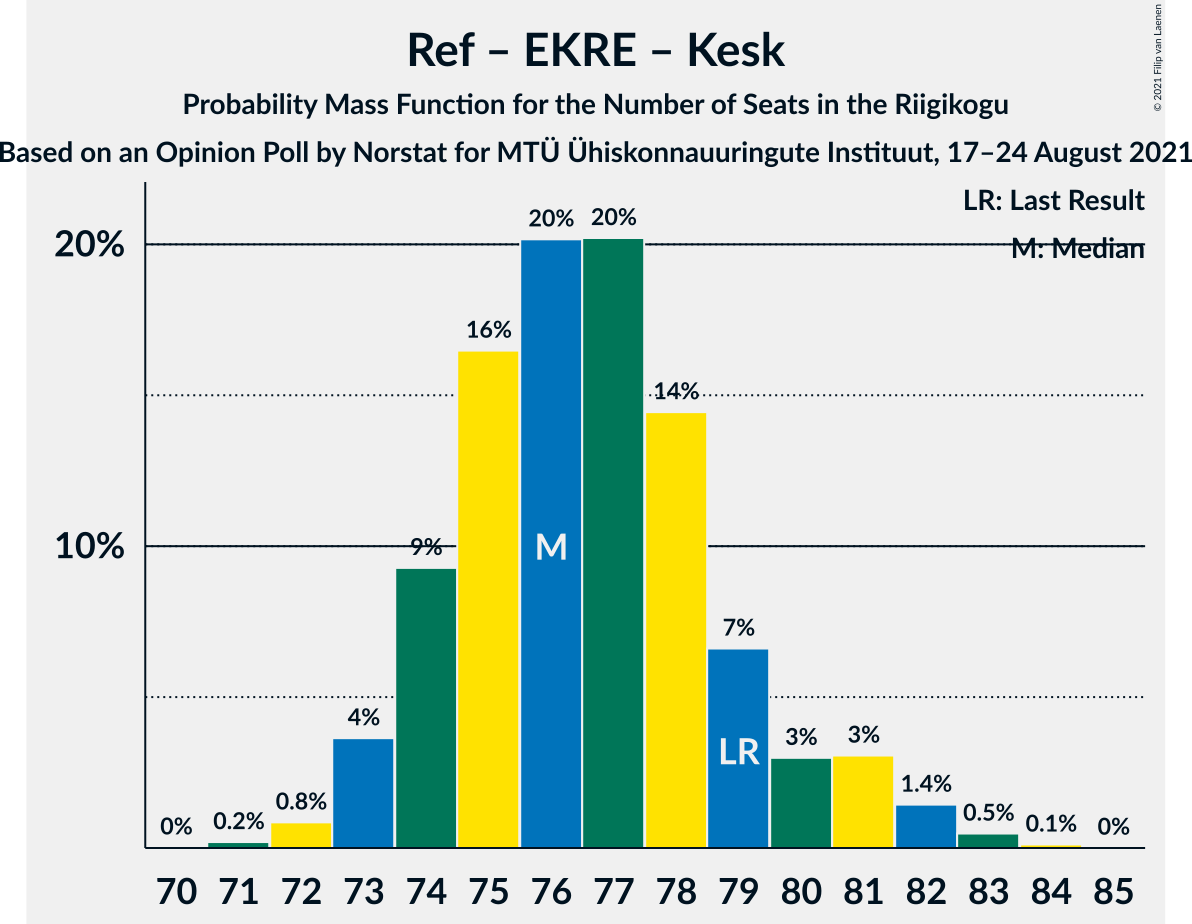 Ref – EKRE – Kesk
Probability Mass Function for the Number of Seats in the Riigikogu
Based on an Opinion Poll by Norstat for MTÜ Ühiskonnauuringute Instituut, 17–24 August 2021
© 2021 Filip van Laenen
LR: Last Result
M: Median
20%
10%
0%
0.2%
0.8%
4%
9%
16%
20%
20%
14%
7%
3%
3%
1.4%
0.5%
0.1%
0%
M
LR
70 71 72 73 74 75 76 77 78 79 80 81 82 83 84 85